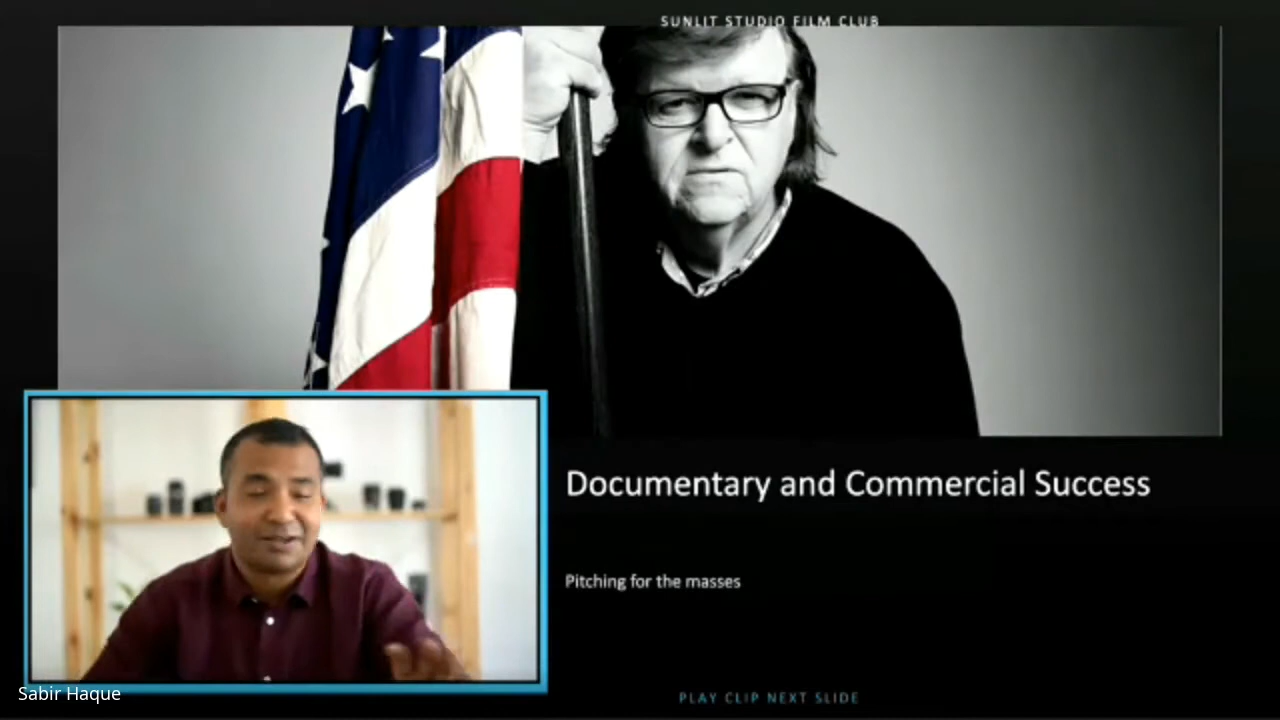 SUNLIT STUDIO FILM CLUB
Documentary and Commercial Success
Pitching for the masses
Sabir Haque
PLAY CLIP NEXT SLIDE